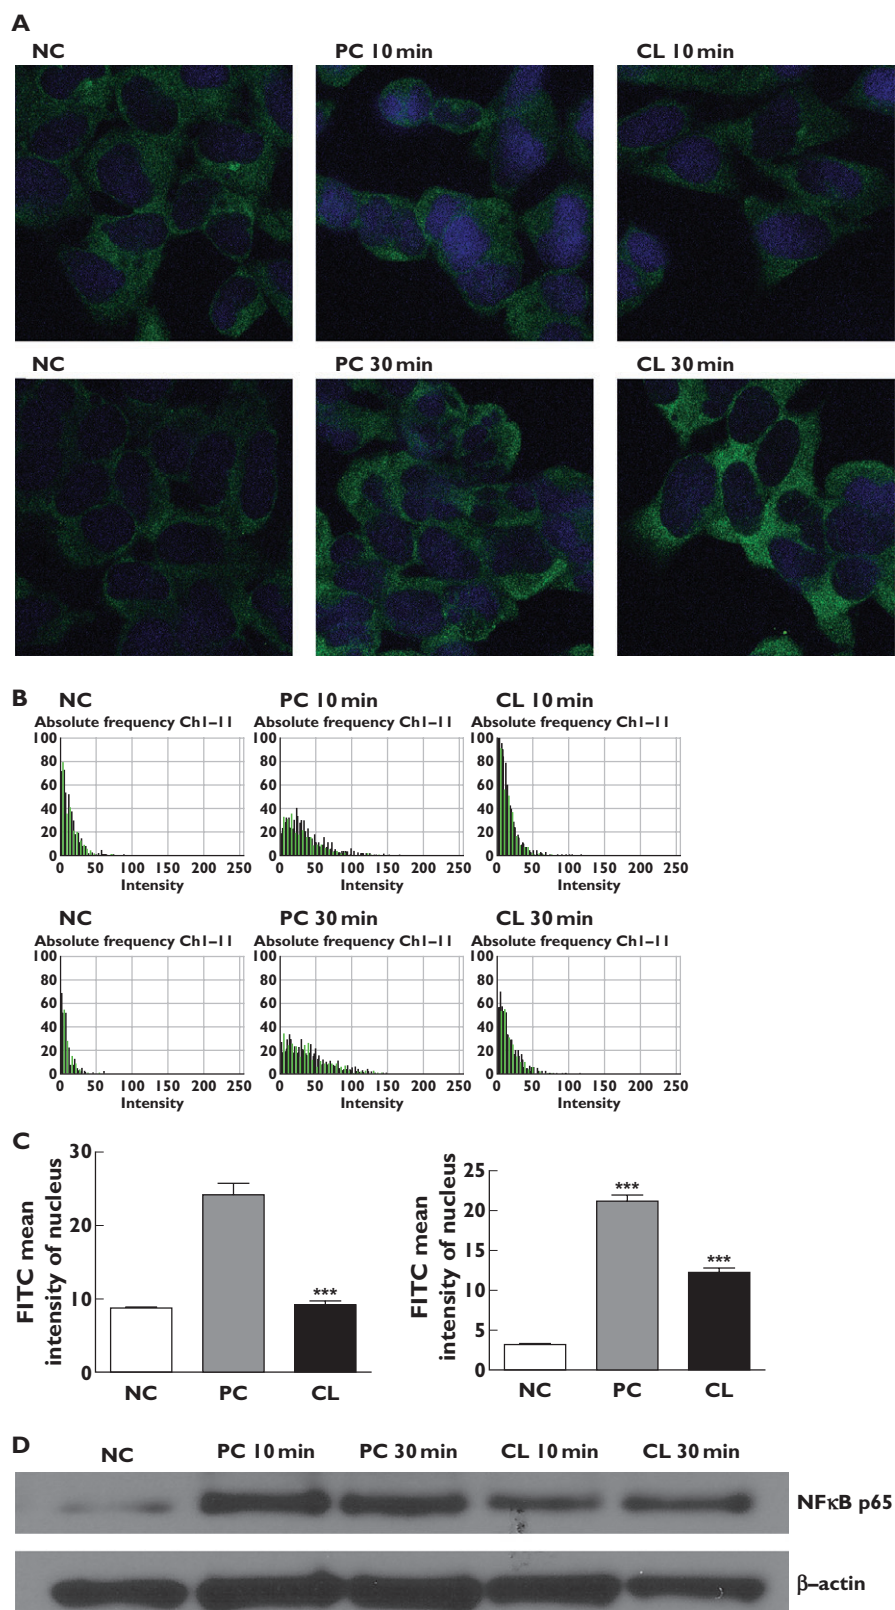 A
NC PC 10 min CL 10 min
NC PC 30 min CL 30 min
B
NC PC 10 min CL 10 min
Absolute frequency Ch1–11 Absolute frequency Ch1–11 Absolute frequency Ch1–11
100 100 100
80 80 80
60 60 60
40 40 40
20 20 20
0 0 0
0 50 100 150 200 250 0 50 100 150 200 250 0 50 100 150 200 250
Intensity Intensity Intensity
NC PC 30 min CL 30 min
Absolute frequency Ch1–11 Absolute frequency Ch1–11 Absolute frequency Ch1–11
100 100 100
80 80 80
60 60 60
40 40 40
20 20 20
0 0 0
0 50 100 150 200 250 0 50 100 150 200 250 0 50 100 150 200 250
Intensity Intensity Intensity
C
FITC mean
intensity of nucleus
30
20
10
0
***
NC PC CL
FITC mean
intensity of nucleus
25
20
15
10
5
0
***
***
NC PC CL
D
NC PC 10 min PC 30 min CL 10 min CL 30 min
NFκB p65
β–actin